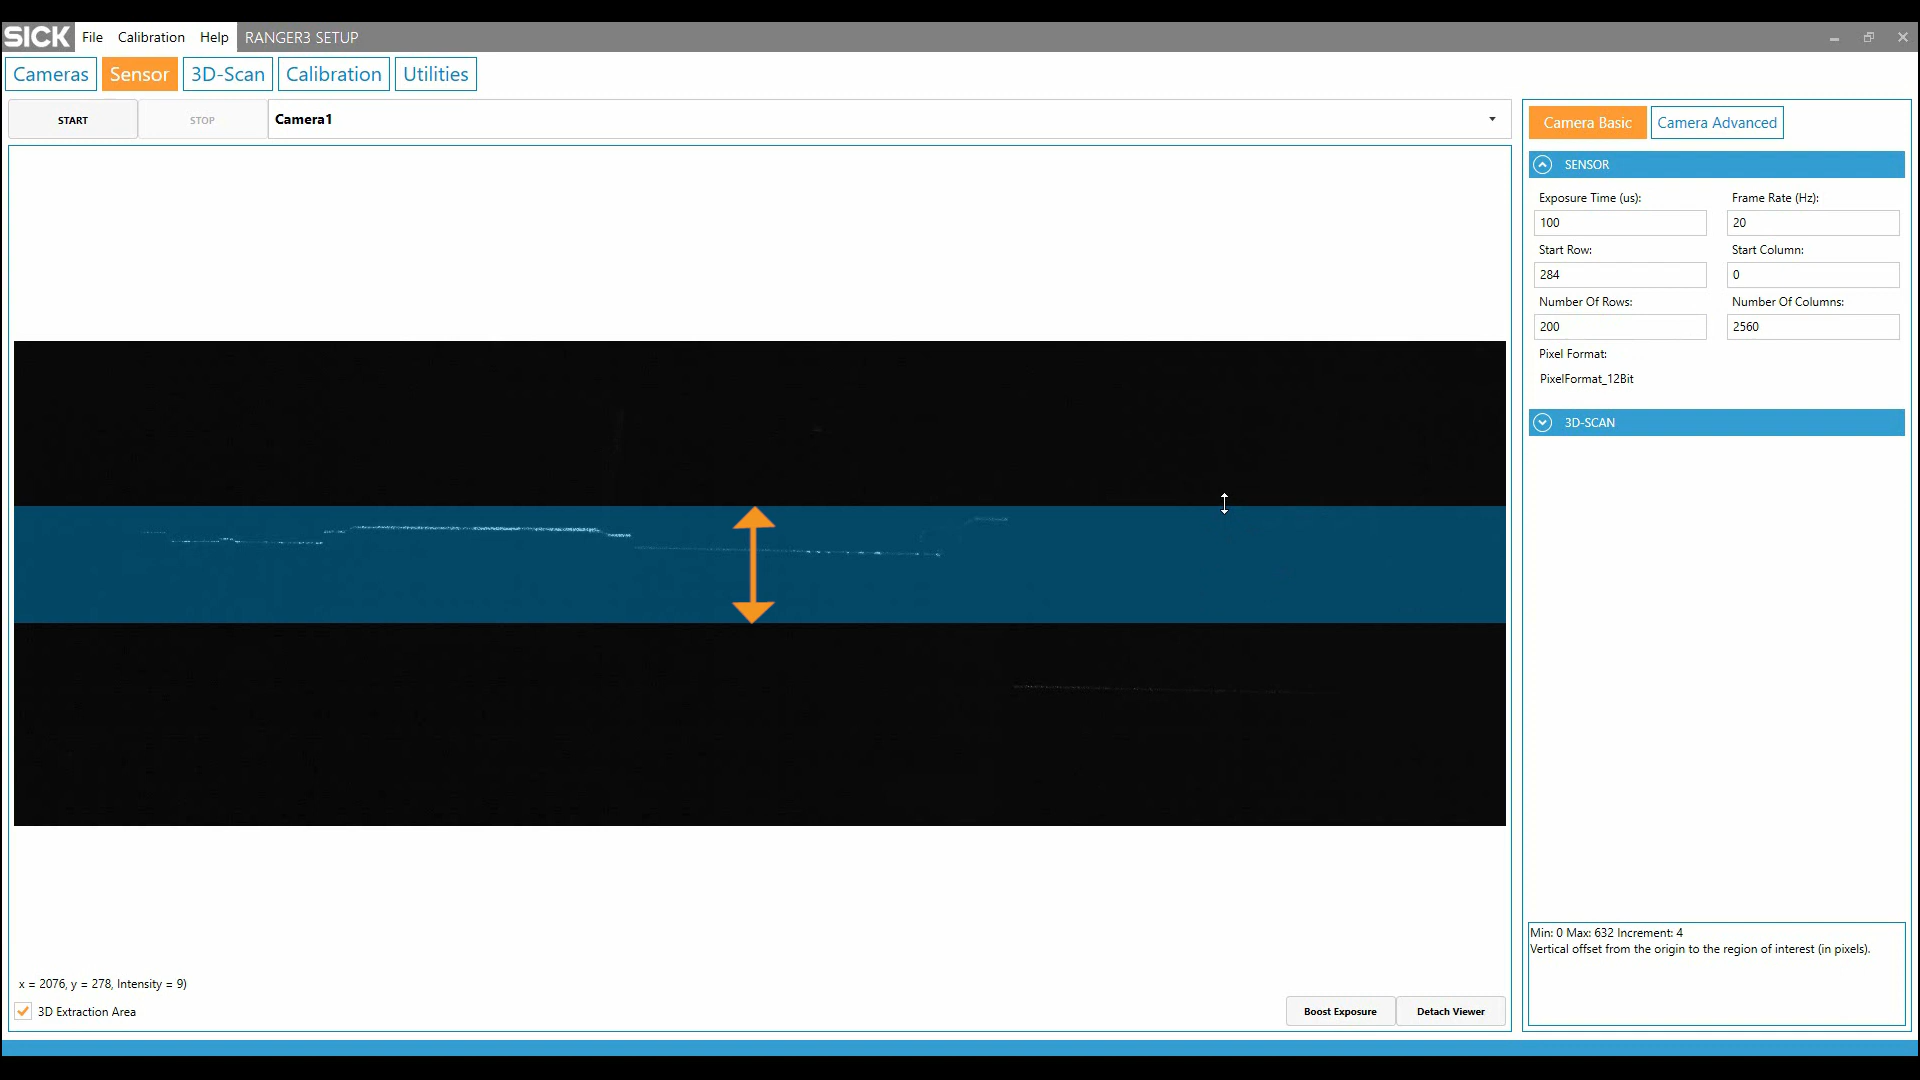 SICK File Calibration Help RANGER3 SETUP
Cameras Sensor 3D-Scan Calibration Utilities
START STOP Camera1
Camera Basic Camera Advanced
SENSOR
Exposure Time (us): Frame Rate (Hz):
100 20
Start Row: Start Column:
284 0
Number Of Rows: Number Of Columns:
200 2560
Pixel Format:
PixelFormat_12Bit
3D-SCAN
Min: 0 Max: 632 Increment: 4
Vertical offset from the origin to the region of interest (in pixels).
x = 2076, y = 278, Intensity = 9)
3D Extraction Area
Boost Exposure Detach Viewer